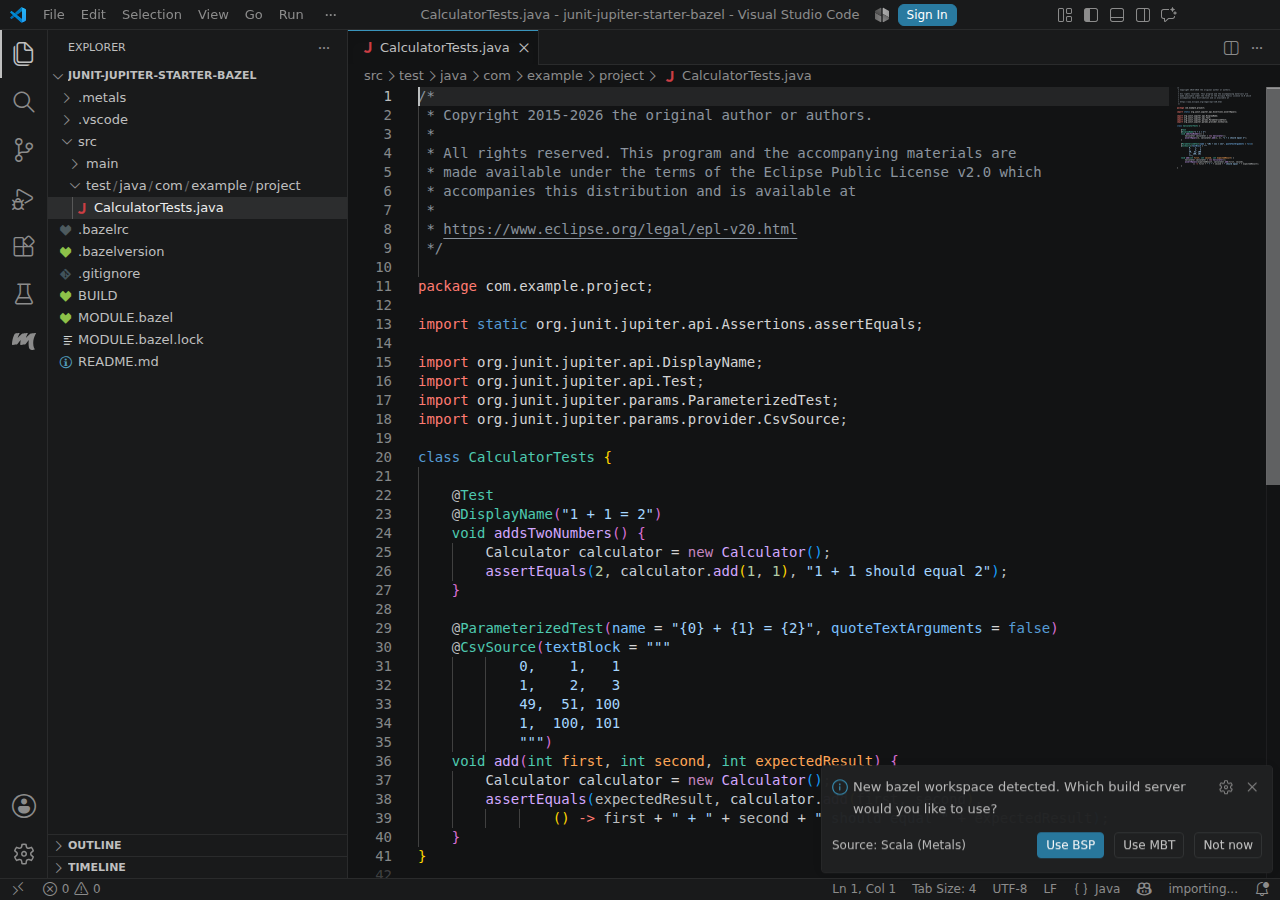 File Edit Selection View Go Run
CalculatorTests.java - junit-jupiter-starter-bazel - Visual Studio Code
Sign In
EXPLORER
JUNIT-JUPITER-STARTER-BAZEL
.metals
.vscode
src
main
test/java/com/example/project
CalculatorTests.java
.bazelrc
.bazelversion
.gitignore
BUILD
MODULE.bazel
MODULE.bazel.lock
README.md
OUTLINE
TIMELINE
CalculatorTests.java
src > test > java > com > example > project > CalculatorTests.java
1 /*
2  * Copyright 2015-2026 the original author or authors.
3  *
4  * All rights reserved. This program and the accompanying materials are
5  * made available under the terms of the Eclipse Public License v2.0 which
6  * accompanies this distribution and is available at
7  *
8  * https://www.eclipse.org/legal/epl-v20.html
9  */
10
11 package com.example.project;
12
13 import static org.junit.jupiter.api.Assertions.assertEquals;
14
15 import org.junit.jupiter.api.DisplayName;
16 import org.junit.jupiter.api.Test;
17 import org.junit.jupiter.params.ParameterizedTest;
18 import org.junit.jupiter.params.provider.CsvSource;
19
20 class CalculatorTests {
21
22     @Test
23     @DisplayName("1 + 1 = 2")
24     void addsTwoNumbers() {
25         Calculator calculator = new Calculator();
26         assertEquals(2, calculator.add(1, 1), "1 + 1 should equal 2");
27     }
28
29     @ParameterizedTest(name = "{0} + {1} = {2}", quoteTextArguments = false)
30     @CsvSource(textBlock = """
31             0,    1,   1
32             1,    2,   3
33             49,  51, 100
34             1,  100, 101
35             """)
36     void add(int first, int second, int expectedResult) {
37         Calculator calculator = new Calculator()
38         assertEquals(expectedResult, calculator.
39                 () -> first + " + " + second + "
40     }
41 }
42
New bazel workspace detected. Which build server
would you like to use?
Source: Scala (Metals)
Use BSP
Use MBT
Not now
0 0
Ln 1, Col 1
Tab Size: 4
UTF-8
LF
{ } Java
importing...